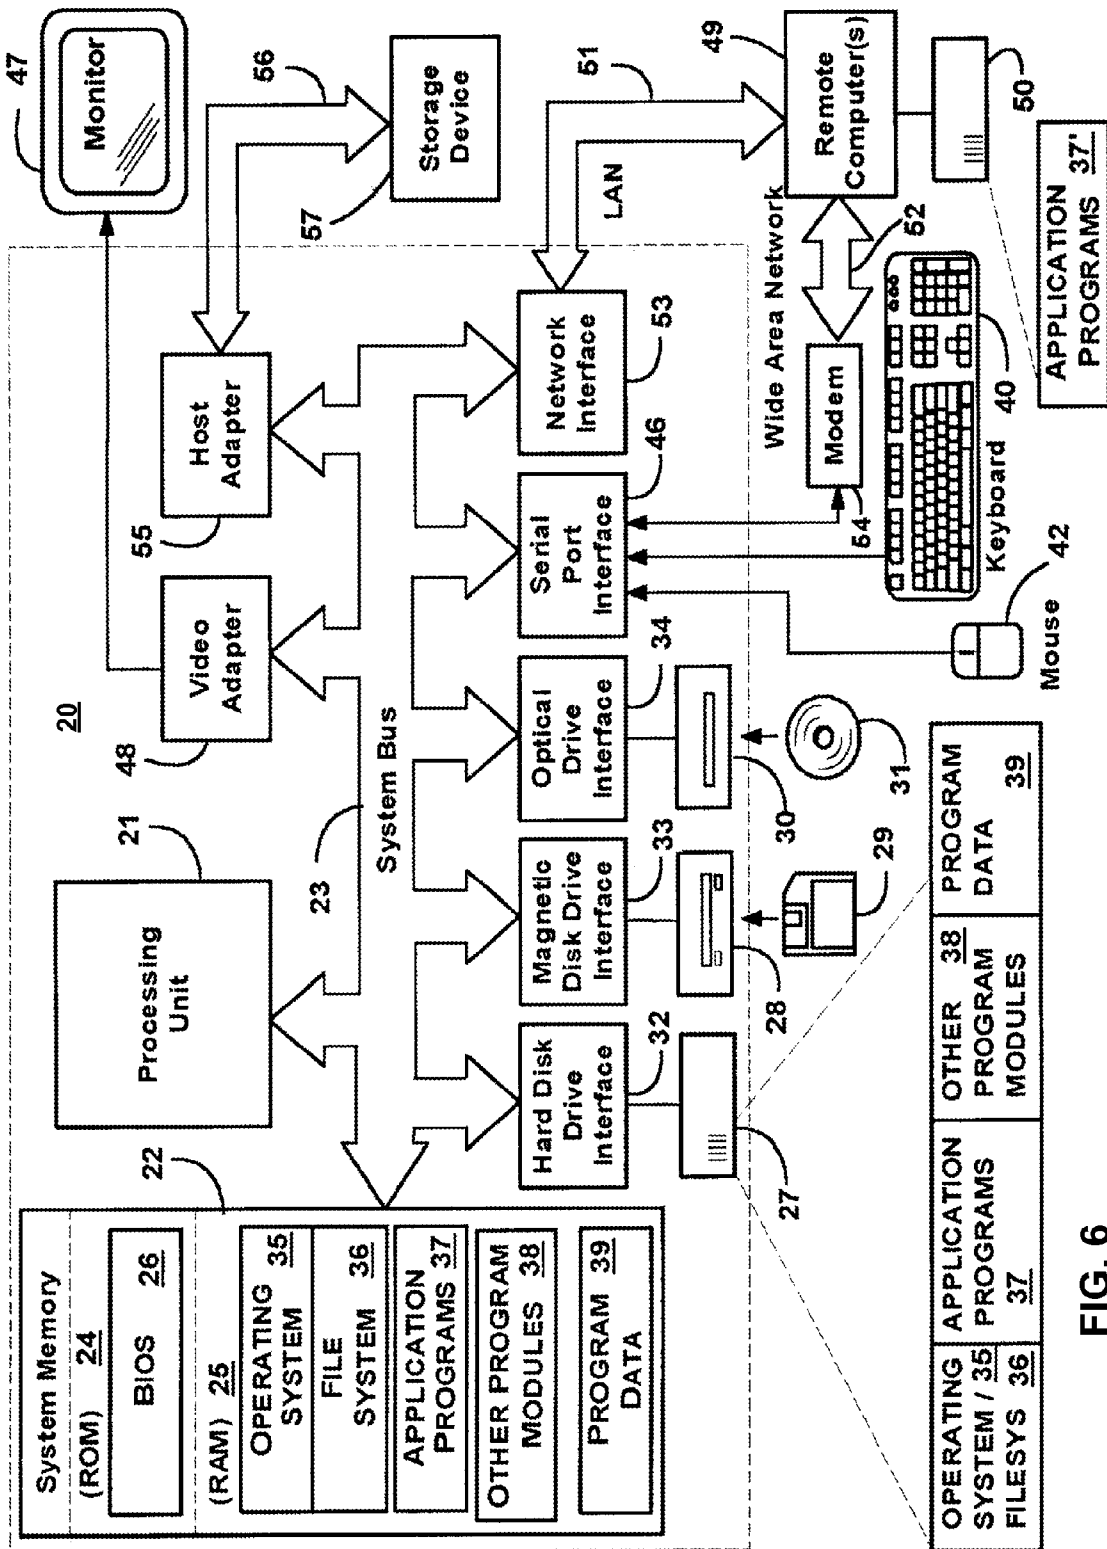 System Memory
(ROM) 24
BIOS 26
(RAM) 25
OPERATING
SYSTEM 35
FILE
SYSTEM 36
APPLICATION
PROGRAMS 37
OTHER PROGRAM
MODULES 38
PROGRAM
DATA 39
22
Processing
Unit
21
20
Video
Adapter
48
Host
Adapter
55
47
Monitor
56
Storage
Device
57
23
System Bus
Hard Disk
Drive
Interface
32
Magnetic
Disk Drive
Interface
33
Optical
Drive
Interface
34
Serial
Port
Interface
46
Network
Interface
53
LAN
51
49
Remote
Computer(s)
50
Wide Area Network
52
Modem
54
27
28
29
30
31
Mouse
42
Keyboard
40
APPLICATION
PROGRAMS 37'
OPERATING
SYSTEM / 35
FILESYS 36
APPLICATION
PROGRAMS
37
OTHER 38
PROGRAM
MODULES
PROGRAM
DATA
39
FIG. 6